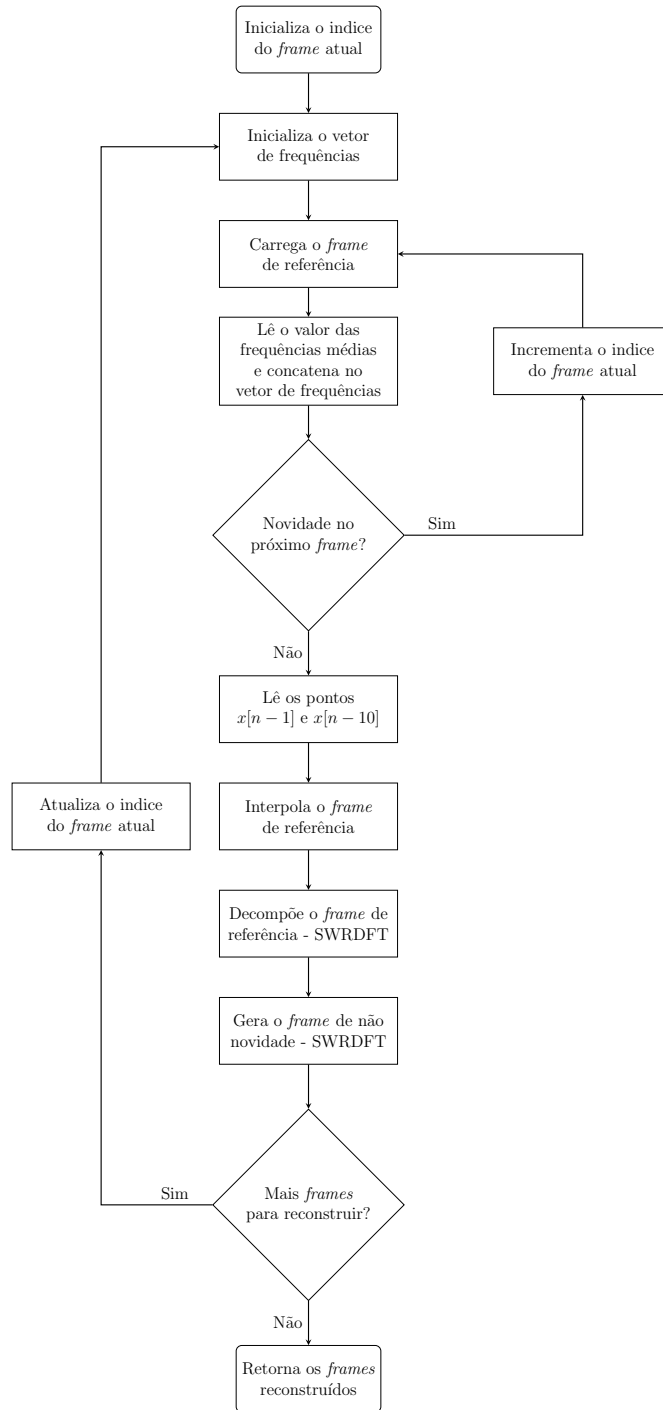 Inicializa o indice
do frame atual
Inicializa o vetor
de frequências
Carrega o frame
de referência
Lê o valor das
frequências médias
e concatena no
vetor de frequências
Incrementa o indice
do frame atual
Novidade no
próximo frame?
Sim
Não
Lê os pontos
x[n − 1] e x[n − 10]
Atualiza o indice
do frame atual
Interpola o frame
de referência
Decompõe o frame de
referência - SWRDFT
Gera o frame de não
novidade - SWRDFT
Sim
Mais frames
para reconstruir?
Não
Retorna os frames
reconstruídos